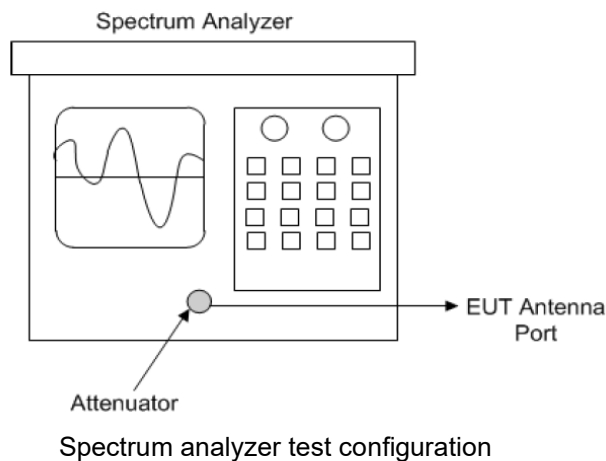 Spectrum Analyzer
EUT Antenna
Port
Attenuator
Spectrum analyzer test configuration